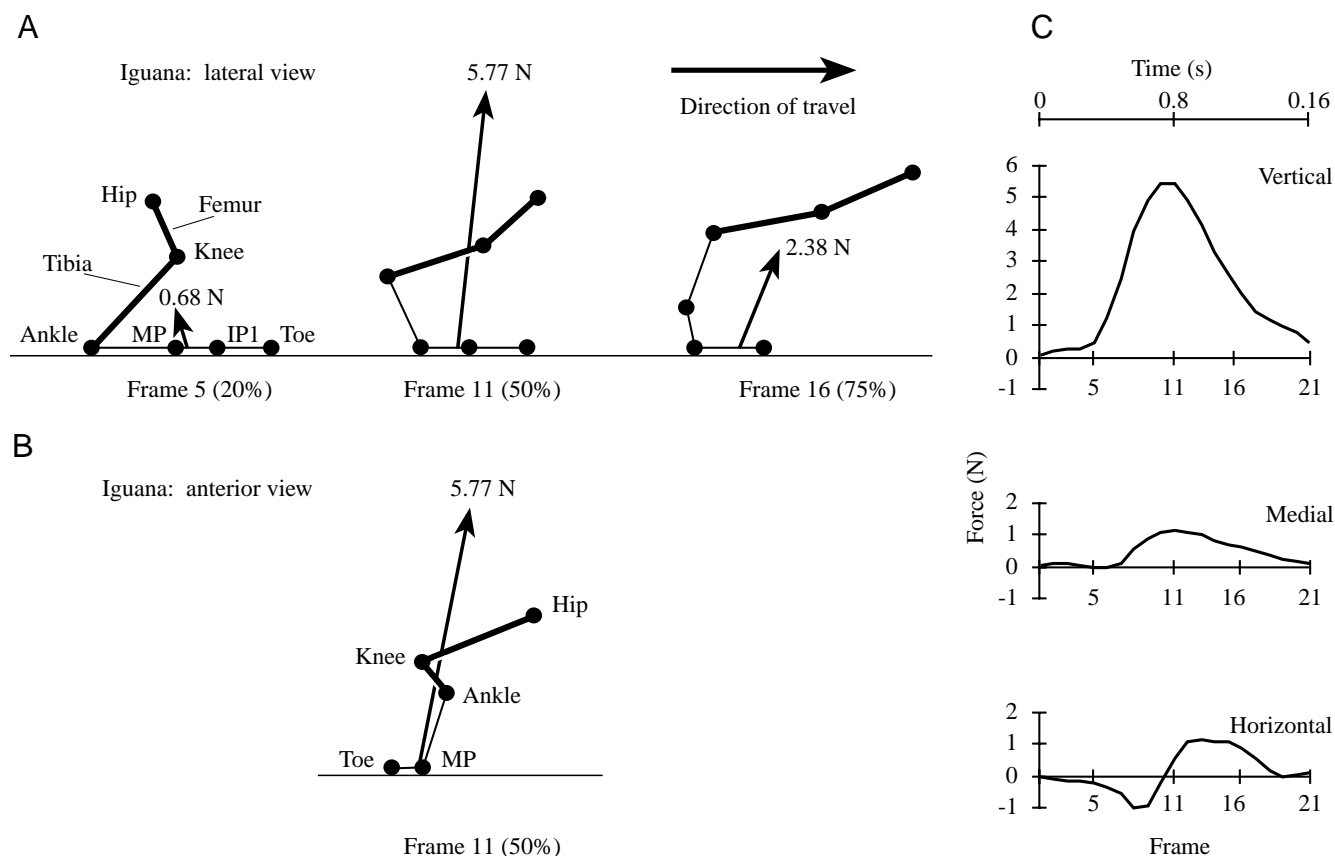 A
Iguana: lateral view
5.77 N
Direction of travel
Hip
Femur
Knee
Tibia
0.68 N
2.38 N
Ankle
MP
IP1
Toe
Frame 5 (20%)
Frame 11 (50%)
Frame 16 (75%)
B
Iguana: anterior view
5.77 N
Hip
Knee
Ankle
Toe
MP
Frame 11 (50%)
C
Time (s)
0 0.8 0.16
Vertical
6
5
4
3
2
1
0
-1
5 11 16 21
Force (N)
Medial
2
1
0
-1
5 11 16 21
Horizontal
2
1
0
-1
5 11 16 21
Frame